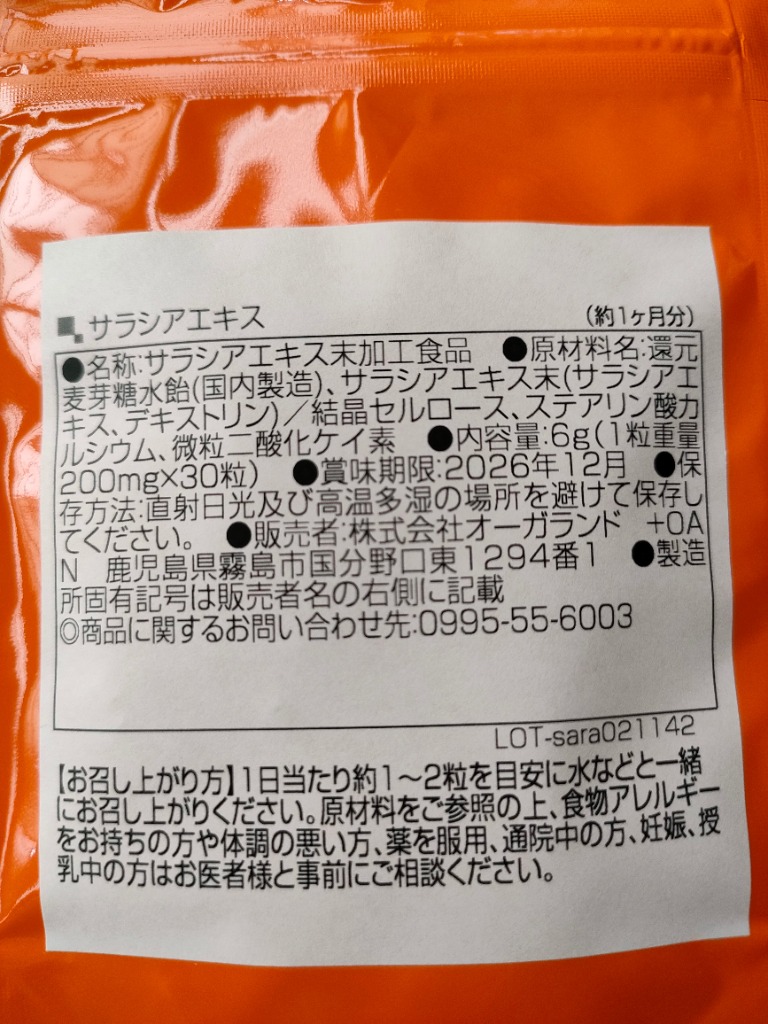 サラシアエキス (約1ヶ月分)
●名称:サラシアエキス末加工食品 ●原材料名:還元
麦芽糖水飴(国内製造)、サラシアエキス末(サラシアエ
キス、デキストリン)/結晶セルロース、ステアリン酸カ
ルシウム、微粒二酸化ケイ素 ●内容量:6g(1粒重量
200mg×30粒) ●賞味期限:2026年12月 ●保
存方法:直射日光及び高温多湿の場所を避けて保存し
てください。 ●販売者:株式会社オーガランド +OA
N 鹿児島県霧島市国分野口東1294番1 ●製造
所固有記号は販売者名の右側に記載
◎商品に関するお問い合わせ先:0995-55-6003
LOT-sara021142
【お召し上がり方】1日当たり約1～2粒を目安に水などと一緒
にお召し上がりください。原材料をご参照の上、食物アレルギー
をお持ちの方や体調の悪い方、薬を服用、通院中の方、妊娠、授
乳中の方はお医者様と事前にご相談ください。